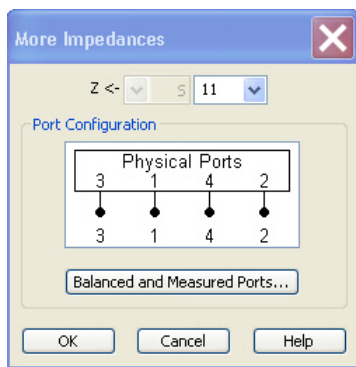 More Impedances
Z <- S 11
Port Configuration
Physical Ports
3 1 4 2
3 1 4 2
Balanced and Measured Ports...
OK Cancel Help